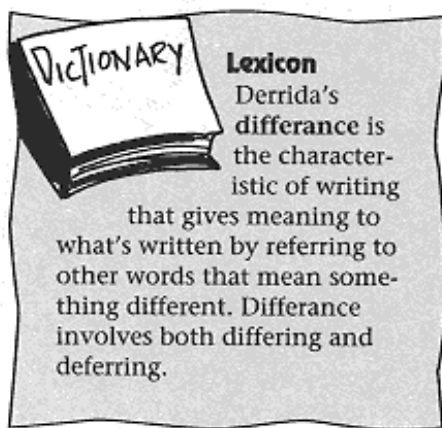 DICTIONARY
Lexicon
Derrida's
differance is
the character-
istic of writing
that gives meaning to
what's written by referring to
other words that mean some-
thing different. Differance
involves both differing and
deferring.